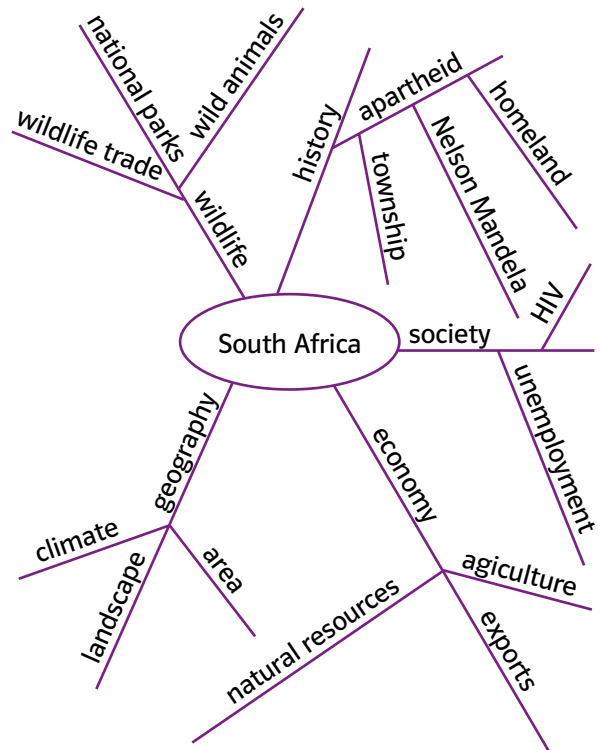 South Africa
wildlife
wildlife trade
national parks
wild animals
history
apartheid
township
Nelson Mandela
homeland
society
HIV
unemployment
economy
agiculture
exports
natural resources
geography
area
landscape
climate